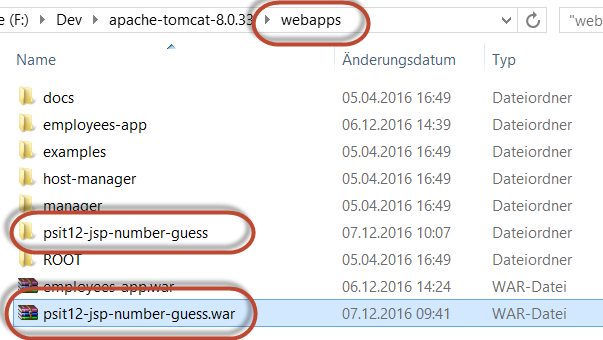 e (F:) Dev apache-tomcat-8.0.33 webapps "web
Name Änderungsdatum Typ
docs 05.04.2016 16:49 Dateiordner
employees-app 06.12.2016 14:39 Dateiordner
examples 05.04.2016 16:49 Dateiordner
host-manager 05.04.2016 16:49 Dateiordner
manager 05.04.2016 16:49 Dateiordner
psit12-jsp-number-guess 07.12.2016 10:07 Dateiordner
ROOT 05.04.2016 16:49 Dateiordner
employees-app.war 06.12.2016 14:24 WAR-Datei
psit12-jsp-number-guess.war 07.12.2016 09:41 WAR-Datei